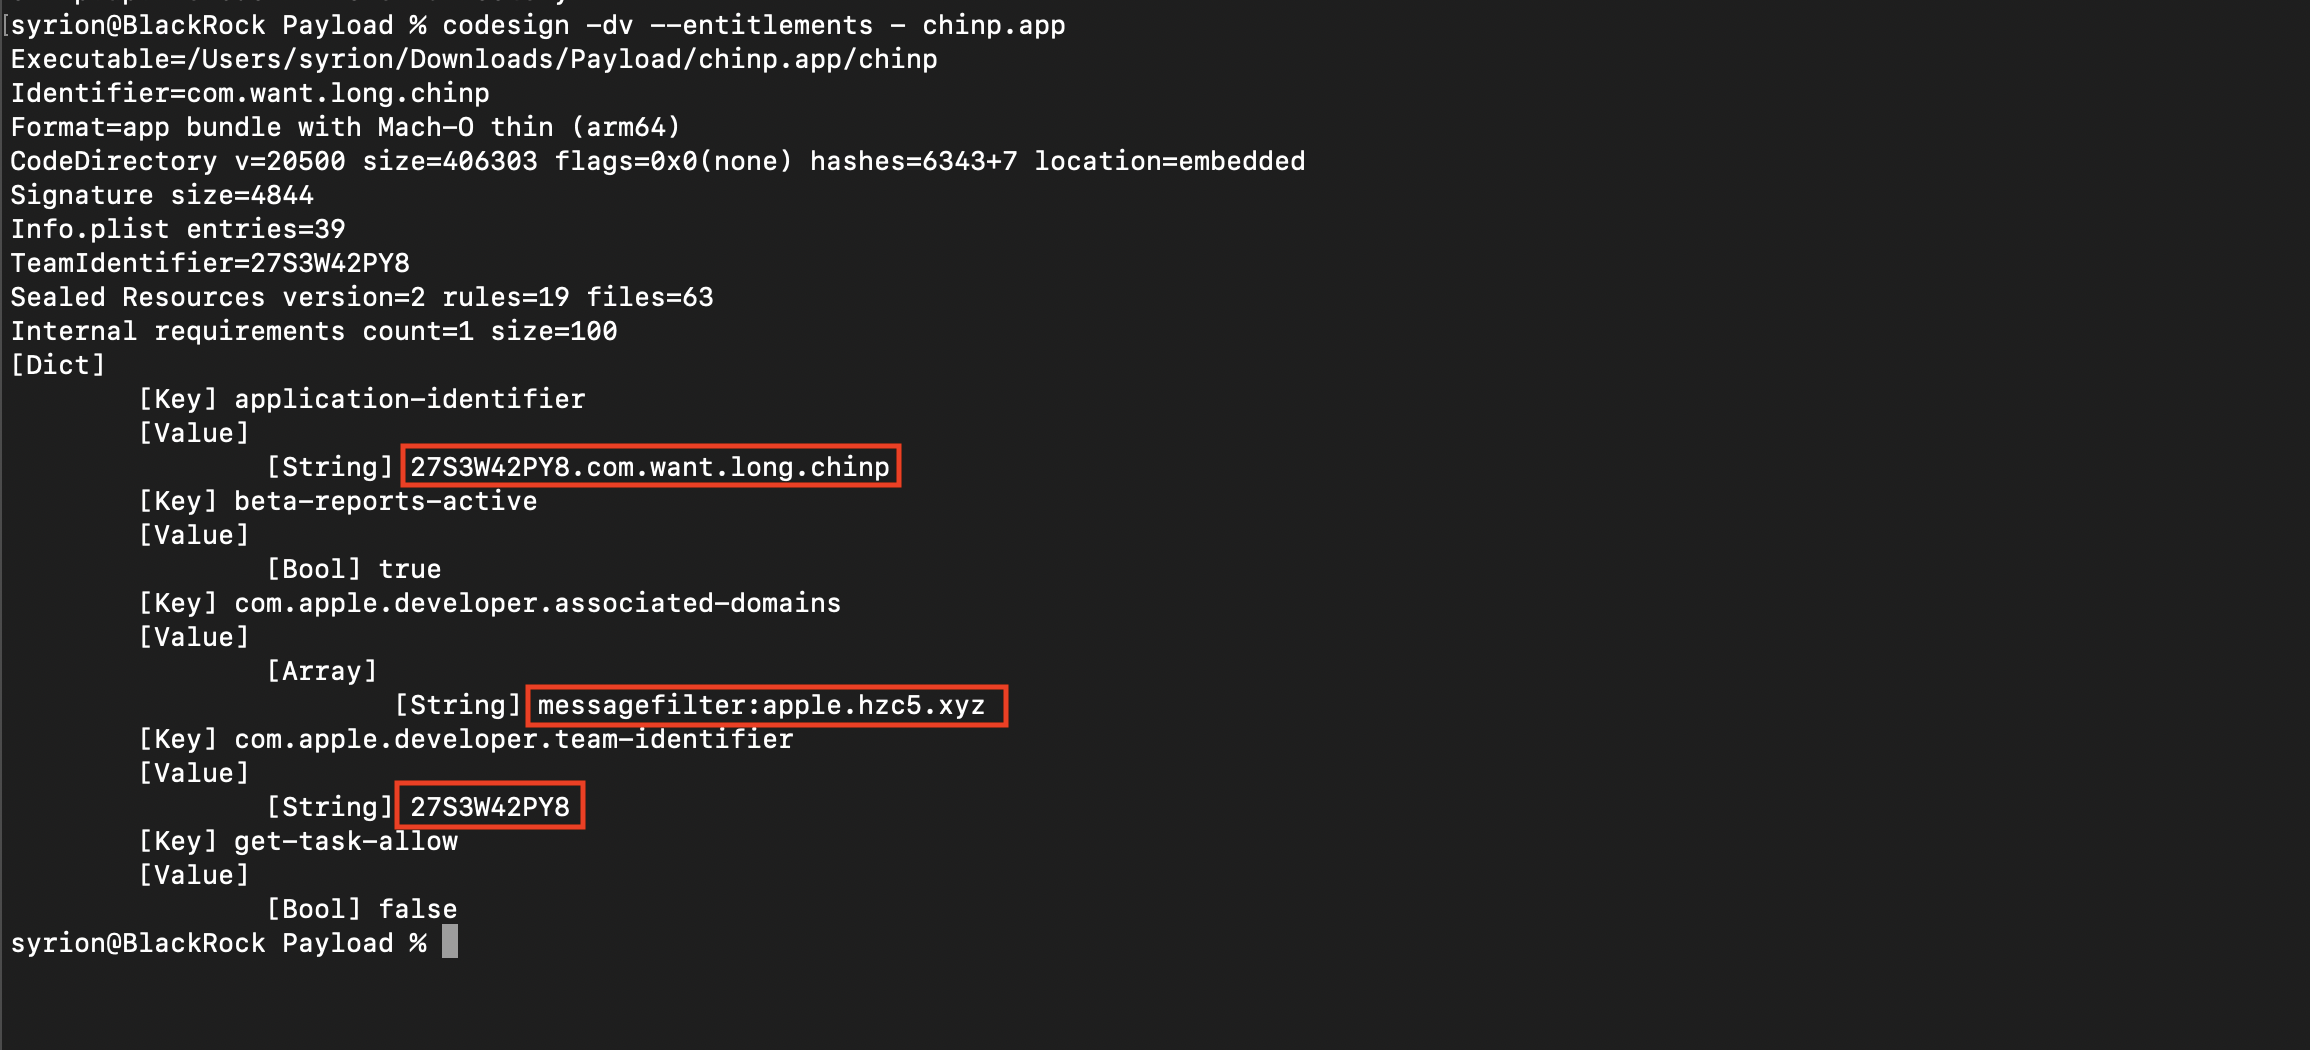 syrion@BlackRock Payload % codesign -dv --entitlements - chinp.app
Executable=/Users/syrion/Downloads/Payload/chinp.app/chinp
Identifier=com.want.long.chinp
Format=app bundle with Mach-O thin (arm64)
CodeDirectory v=20500 size=406303 flags=0x0(none) hashes=6343+7 location=embedded
Signature size=4844
Info.plist entries=39
TeamIdentifier=27S3W42PY8
Sealed Resources version=2 rules=19 files=63
Internal requirements count=1 size=100
[Dict]
[Key] application-identifier
[Value]
[String] 27S3W42PY8.com.want.long.chinp
[Key] beta-reports-active
[Value]
[Bool] true
[Key] com.apple.developer.associated-domains
[Value]
[Array]
[String] messagefilter:apple.hzc5.xyz
[Key] com.apple.developer.team-identifier
[Value]
[String] 27S3W42PY8
[Key] get-task-allow
[Value]
[Bool] false
syrion@BlackRock Payload %